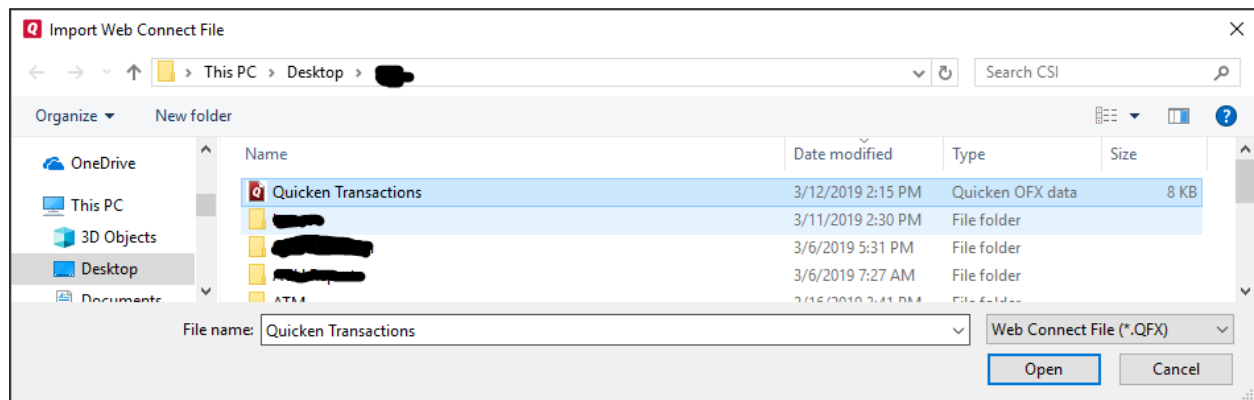 Import Web Connect File
This PC > Desktop >
Search CSI
Organize
New folder
Name
Date modified
Type
Size
OneDrive
This PC
3D Objects
Desktop
Documents
Quicken Transactions 3/12/2019 2:15 PM Quicken OFX data 8 KB
3/11/2019 2:30 PM File folder
3/6/2019 5:31 PM File folder
3/6/2019 7:27 AM File folder
ATM
File name: Quicken Transactions
Web Connect File (*.QFX)
Open
Cancel